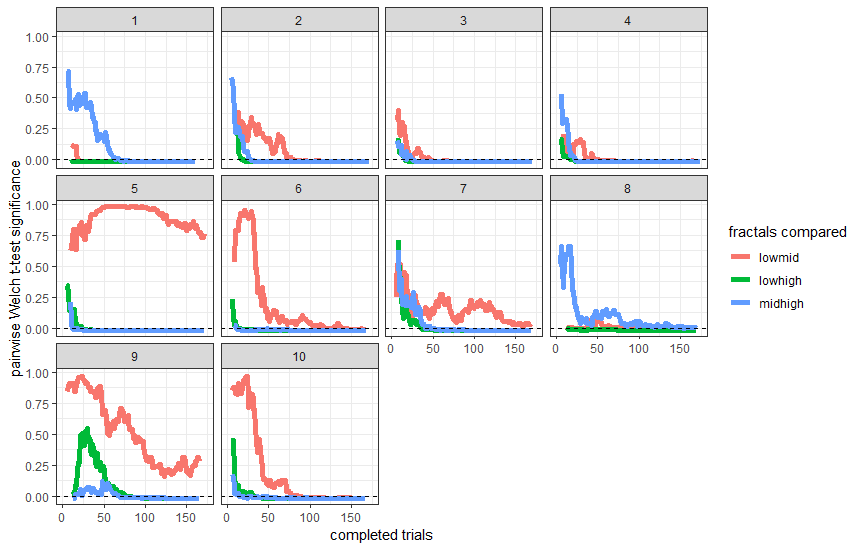 1 2 3 4
1.00
0.75
0.50
0.25
0.00
5 6 7 8
1.00
0.75
0.50
0.25
0.00
0 50 100 150 0 50 100 150
9 10
1.00
0.75
0.50
0.25
0.00
0 50 100 150 0 50 100 150
completed trials
pairwise Welch t-test significance
fractals compared
lowmid
lowhigh
midhigh